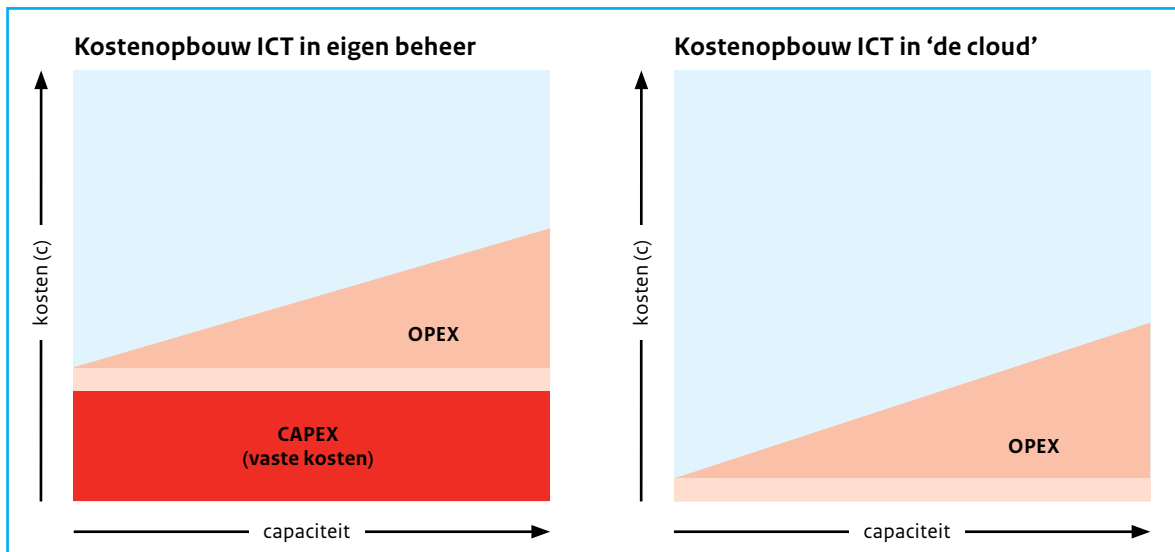 Kostenopbouw ICT in eigen beheer
kosten (c)
OPEX
CAPEX
(vaste kosten)
capaciteit
Kostenopbouw ICT in ‘de cloud’
kosten (c)
OPEX
capaciteit